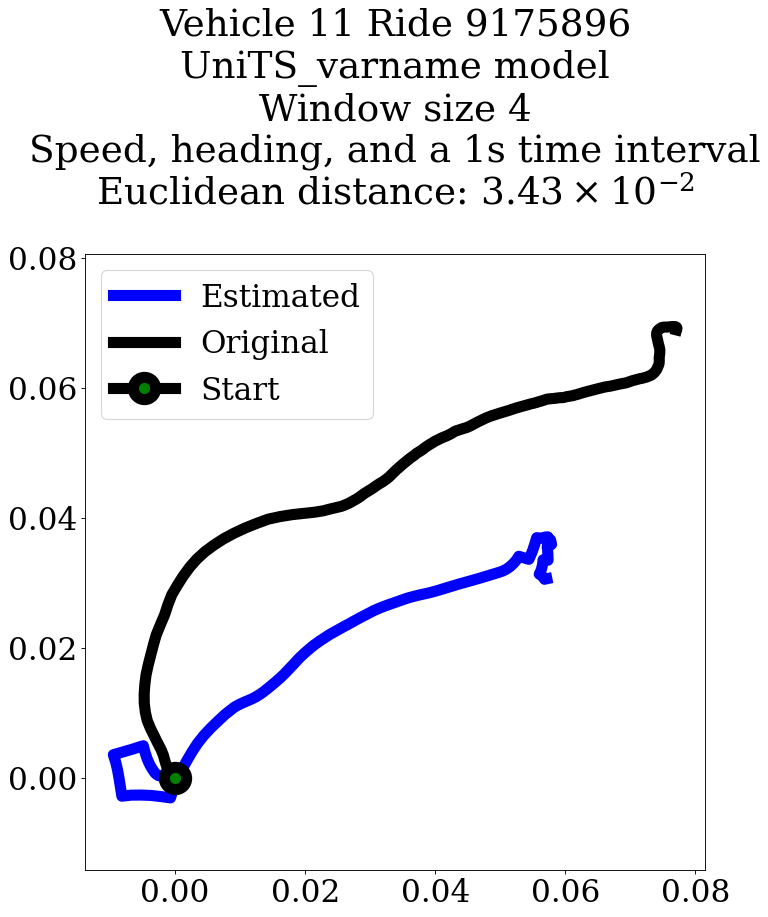 Vehicle 11 Ride 9175896
UniTS_varname model
Window size 4
Speed, heading, and a 1s time interval
Euclidean distance: 3.43 × 10⁻²
Estimated
Original
Start
0.08
0.06
0.04
0.02
0.00
0.00 0.02 0.04 0.06 0.08